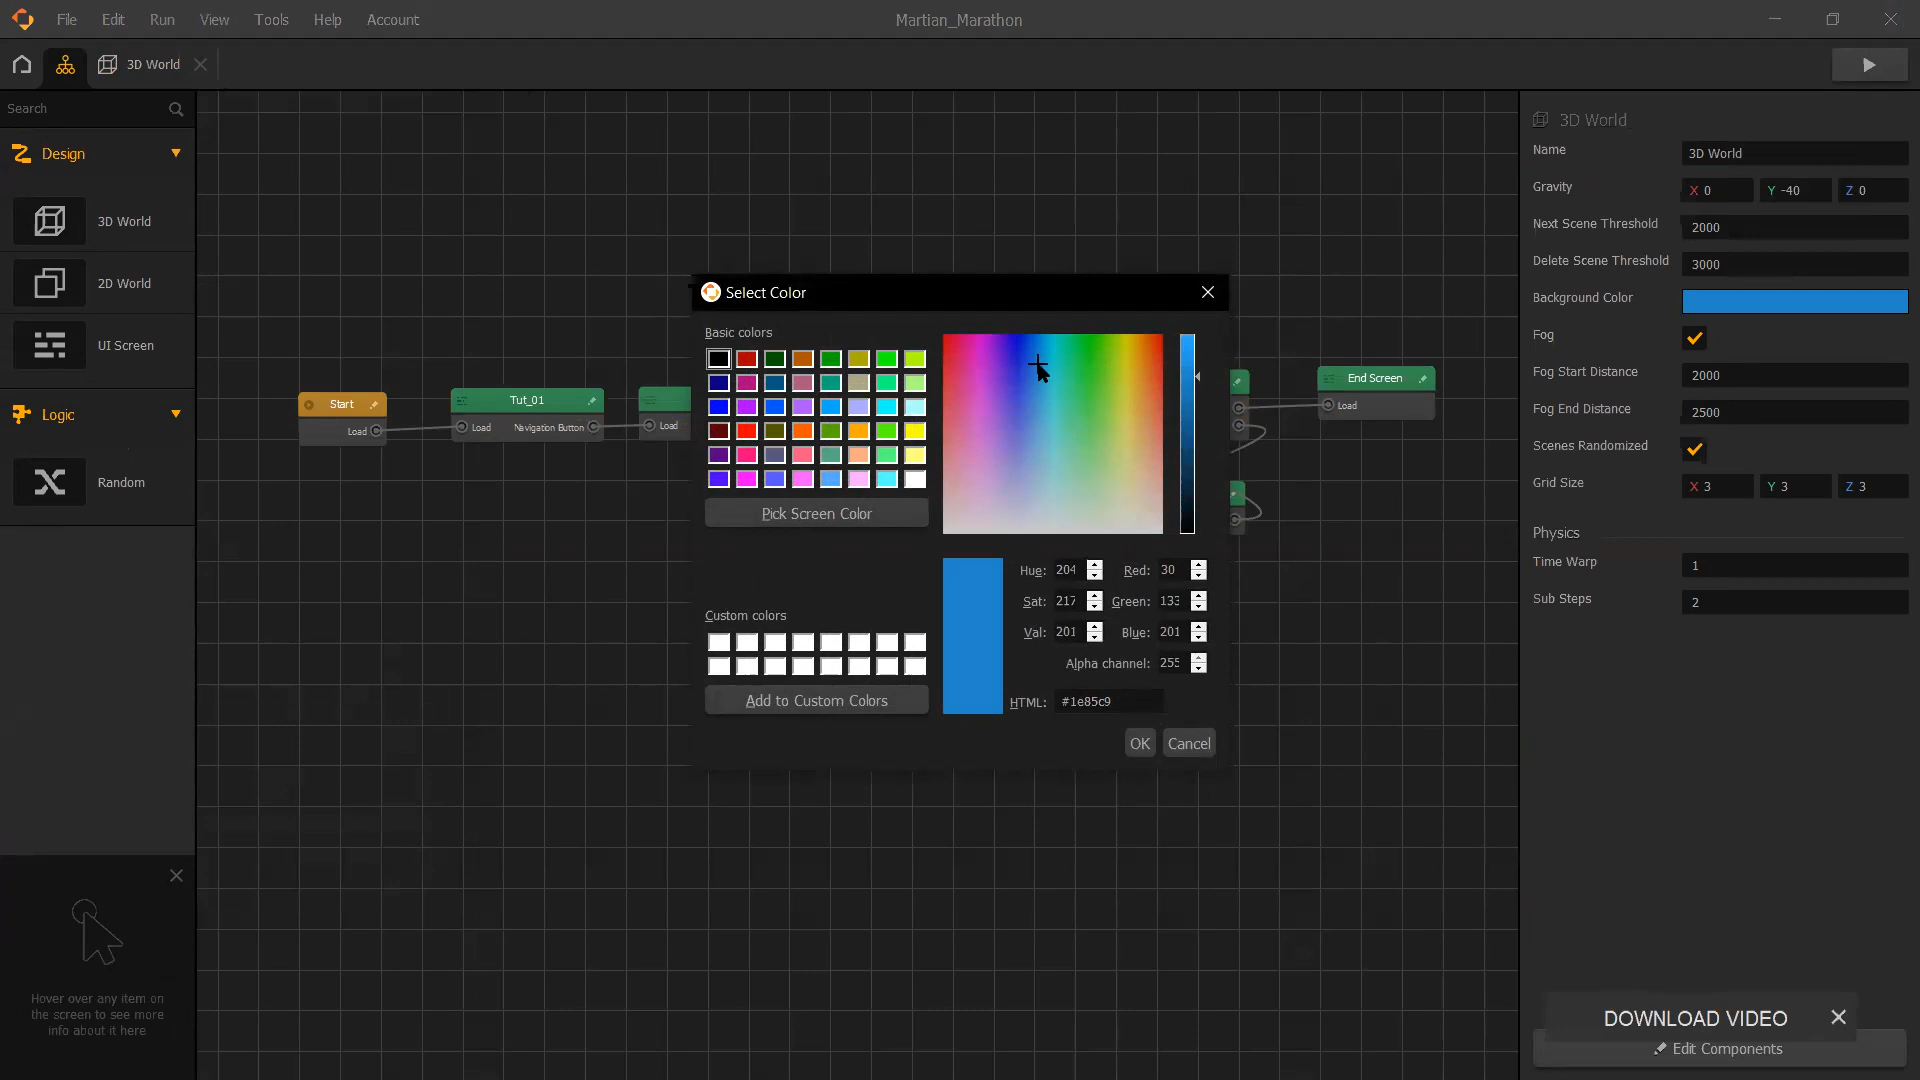 File Edit Run View Tools Help Account Martian_Marathon
3D World
Search
Design
3D World
2D World
UI Screen
Logic
Random
Hover over any item on
the screen to see more
info about it here
Start
Load
Tut_01
Load Navigation Button
Load
End Screen
Load
Select Color
Basic colors
Pick Screen Color
Custom colors
Add to Custom Colors
Hue: 204 Red: 30
Sat: 217 Green: 133
Val: 201 Blue: 201
Alpha channel: 255
HTML: #1e85c9
OK Cancel
3D World
Name 3D World
Gravity X 0 Y -40 Z 0
Next Scene Threshold 2000
Delete Scene Threshold 3000
Background Color
Fog
Fog Start Distance 2000
Fog End Distance 2500
Scenes Randomized
Grid Size X 3 Y 3 Z 3
Physics
Time Warp 1
Sub Steps 2
DOWNLOAD VIDEO
Edit Components